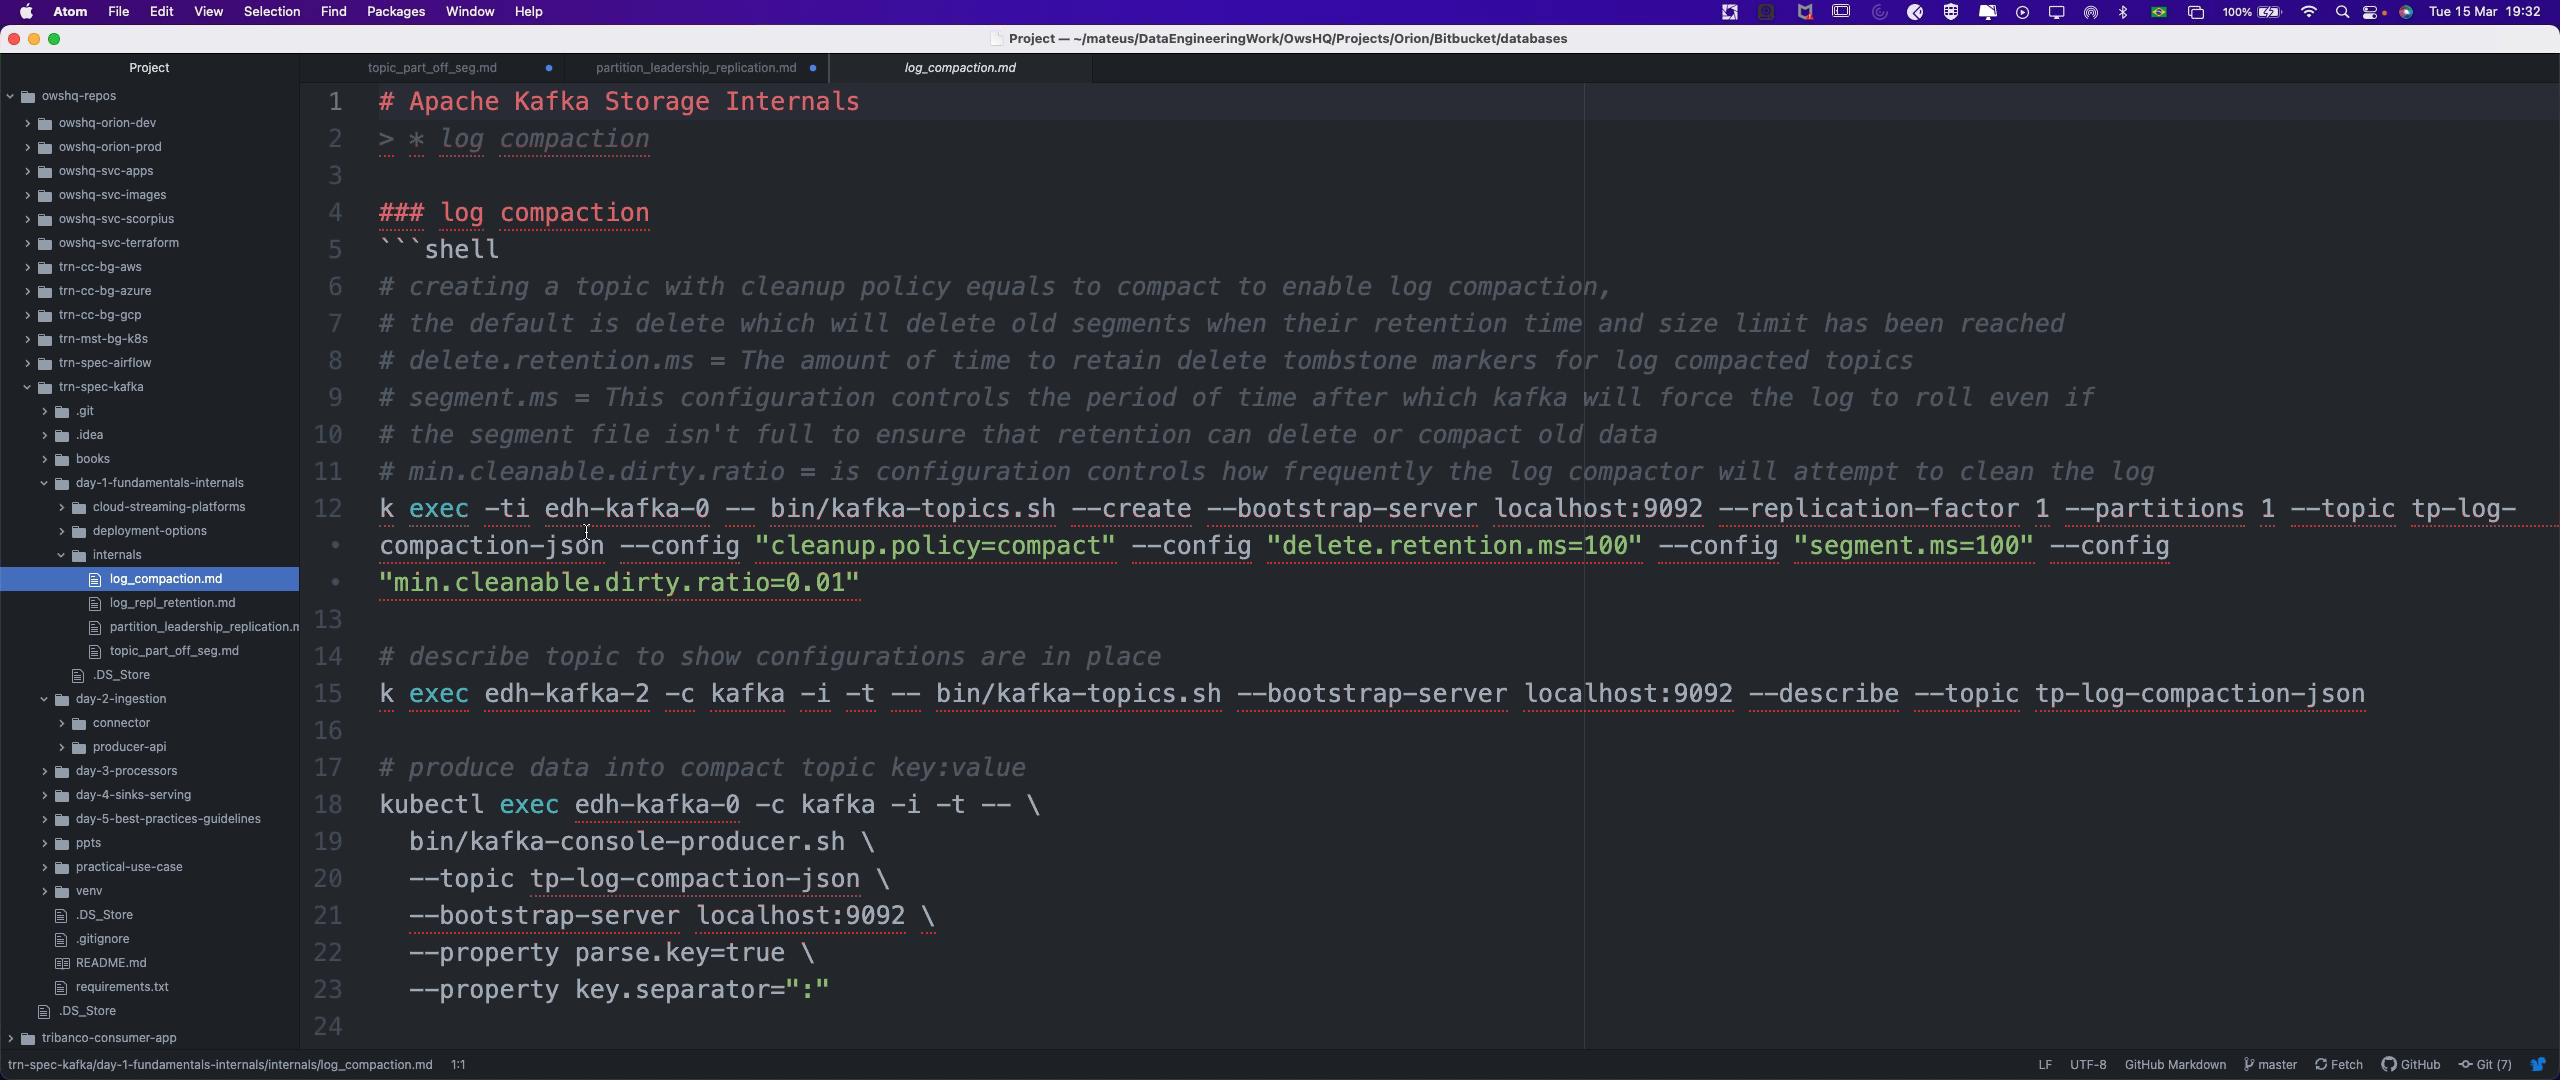 Atom File Edit View Selection Find Packages Window Help
100% Tue 15 Mar 19:32
Project — ~/mateus/DataEngineeringWork/OwsHQ/Projects/Orion/Bitbucket/databases
Project
topic_part_off_seg.md
partition_leadership_replication.md
log_compaction.md
owshq-repos
owshq-orion-dev
owshq-orion-prod
owshq-svc-apps
owshq-svc-images
owshq-svc-scorpius
owshq-svc-terraform
trn-cc-bg-aws
trn-cc-bg-azure
trn-cc-bg-gcp
trn-mst-bg-k8s
trn-spec-airflow
trn-spec-kafka
.git
.idea
books
day-1-fundamentals-internals
cloud-streaming-platforms
deployment-options
internals
log_compaction.md
log_repl_retention.md
partition_leadership_replication.m
topic_part_off_seg.md
.DS_Store
day-2-ingestion
connector
producer-api
day-3-processors
day-4-sinks-serving
day-5-best-practices-guidelines
ppts
practical-use-case
venv
.DS_Store
.gitignore
README.md
requirements.txt
.DS_Store
tribanco-consumer-app
1 # Apache Kafka Storage Internals
2 > * log compaction
3
4 ### log compaction
5 ```shell
6 # creating a topic with cleanup policy equals to compact to enable log compaction,
7 # the default is delete which will delete old segments when their retention time and size limit has been reached
8 # delete.retention.ms = The amount of time to retain delete tombstone markers for log compacted topics
9 # segment.ms = This configuration controls the period of time after which kafka will force the log to roll even if
10 # the segment file isn't full to ensure that retention can delete or compact old data
11 # min.cleanable.dirty.ratio = is configuration controls how frequently the log compactor will attempt to clean the log
12 k exec -ti edh-kafka-0 -- bin/kafka-topics.sh --create --bootstrap-server localhost:9092 --replication-factor 1 --partitions 1 --topic tp-log-
• compaction-json --config "cleanup.policy=compact" --config "delete.retention.ms=100" --config "segment.ms=100" --config
• "min.cleanable.dirty.ratio=0.01"
13
14 # describe topic to show configurations are in place
15 k exec edh-kafka-2 -c kafka -i -t -- bin/kafka-topics.sh --bootstrap-server localhost:9092 --describe --topic tp-log-compaction-json
16
17 # produce data into compact topic key:value
18 kubectl exec edh-kafka-0 -c kafka -i -t -- \
19 bin/kafka-console-producer.sh \
20 --topic tp-log-compaction-json \
21 --bootstrap-server localhost:9092 \
22 --property parse.key=true \
23 --property key.separator=":"
24
trn-spec-kafka/day-1-fundamentals-internals/internals/log_compaction.md 1:1
LF UTF-8 GitHub Markdown master Fetch GitHub Git (7)